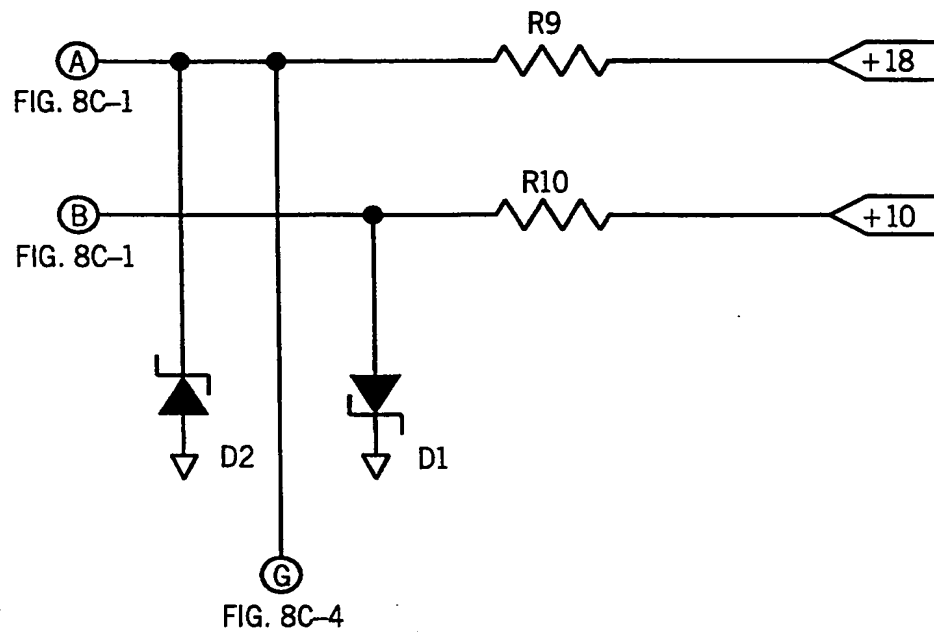 R9
A
+18
FIG. 8C-1
R10
B
+10
FIG. 8C-1
D2
D1
G
FIG. 8C-4